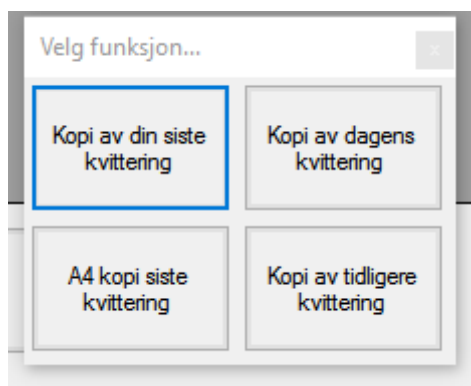 Velg funksjon...
x
Kopi av din siste
kvittering
Kopi av dagens
kvittering
A4 kopi siste
kvittering
Kopi av tidligere
kvittering